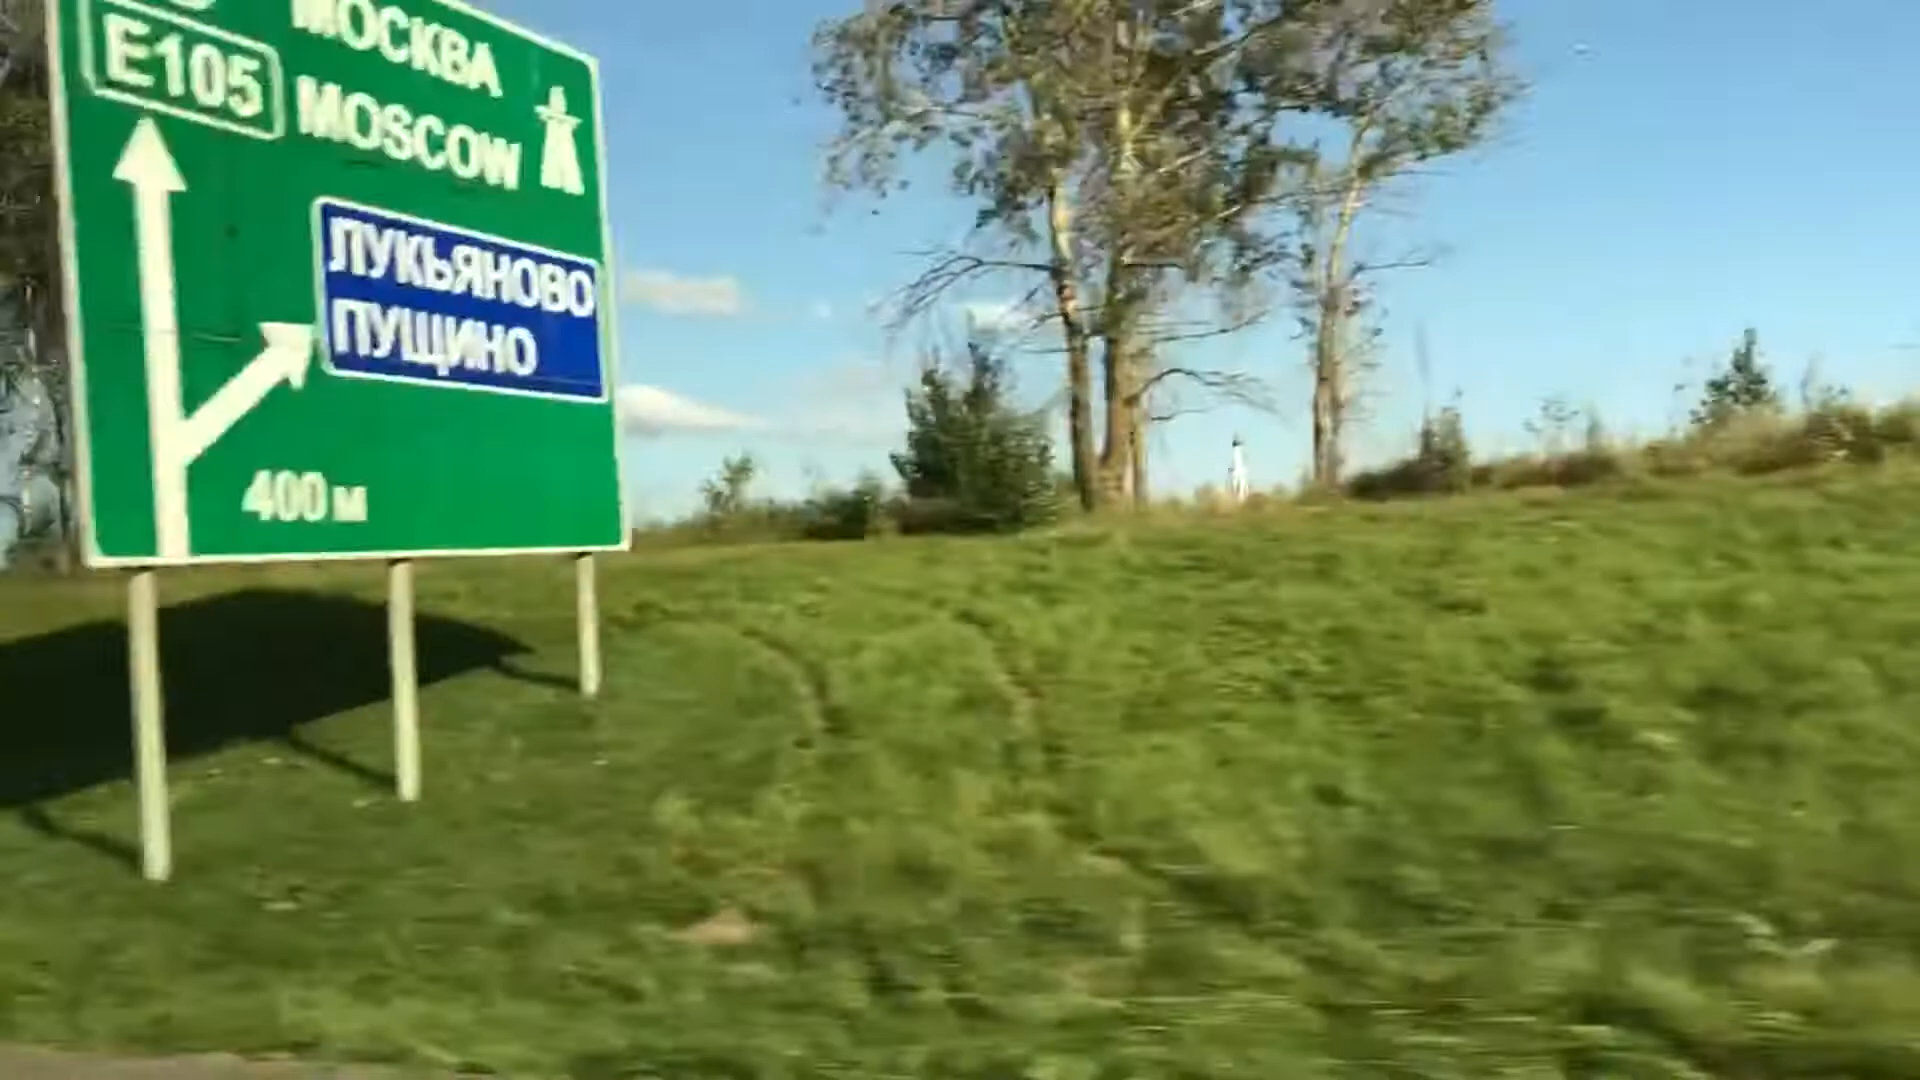 МОСКВА
E105
MOSCOW
ЛУКЬЯНОВО
ПУЩИНО
400 м